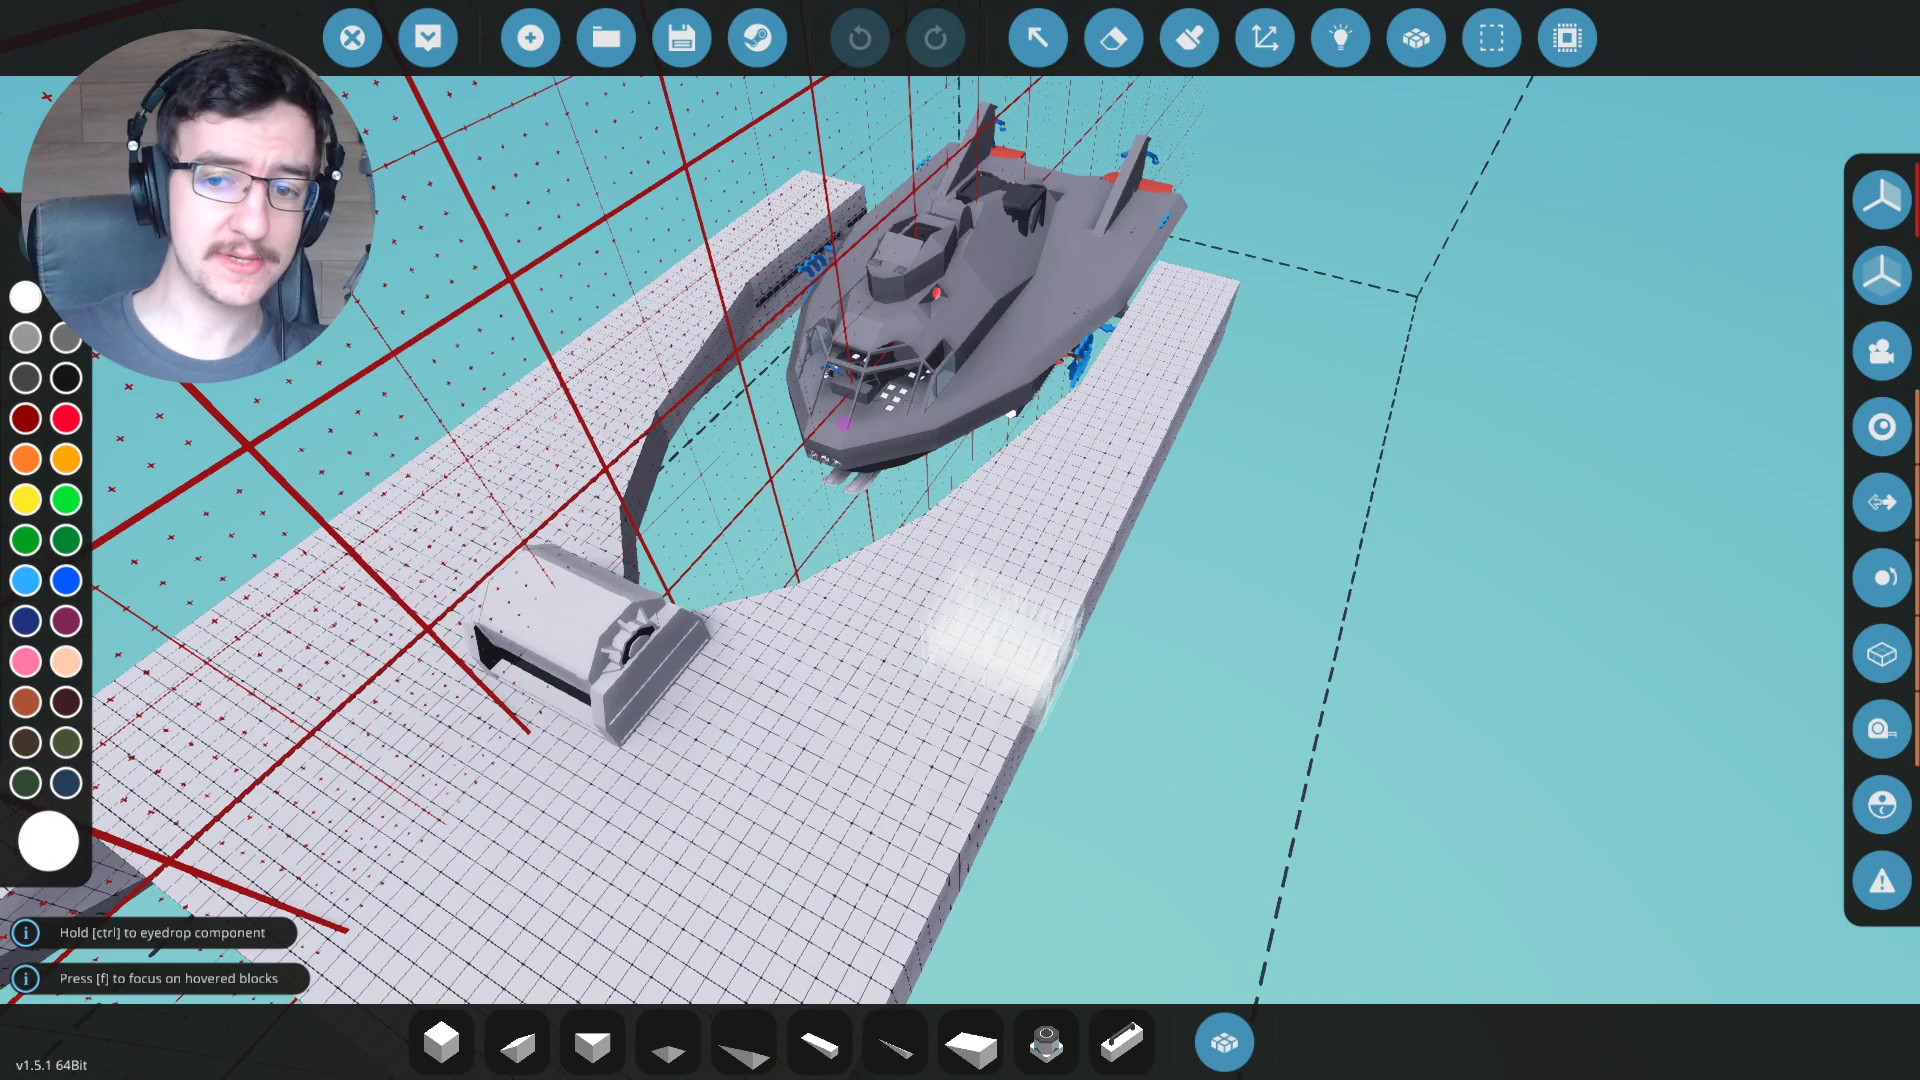 Hold [ctrl] to eyedrop component
Press [f] to focus on hovered blocks
v1.5.1 64Bit